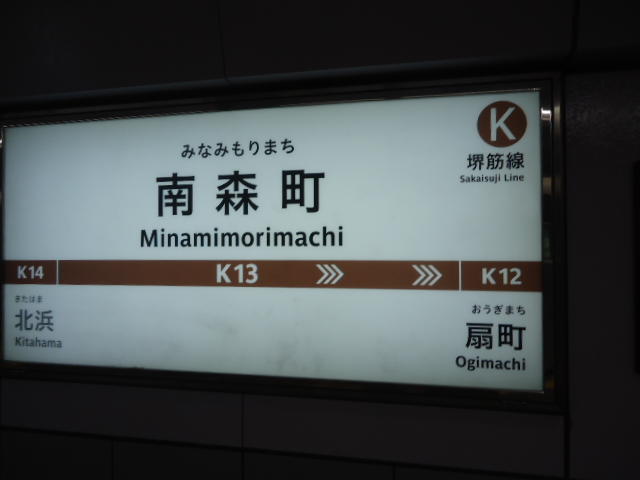 K
堺筋線
Sakaisuji Line
みなみもりまち
南森町
Minamimorimachi
K14 K13 K12
きたはま
北浜
Kitahama
おうぎまち
扇町
Ogimachi